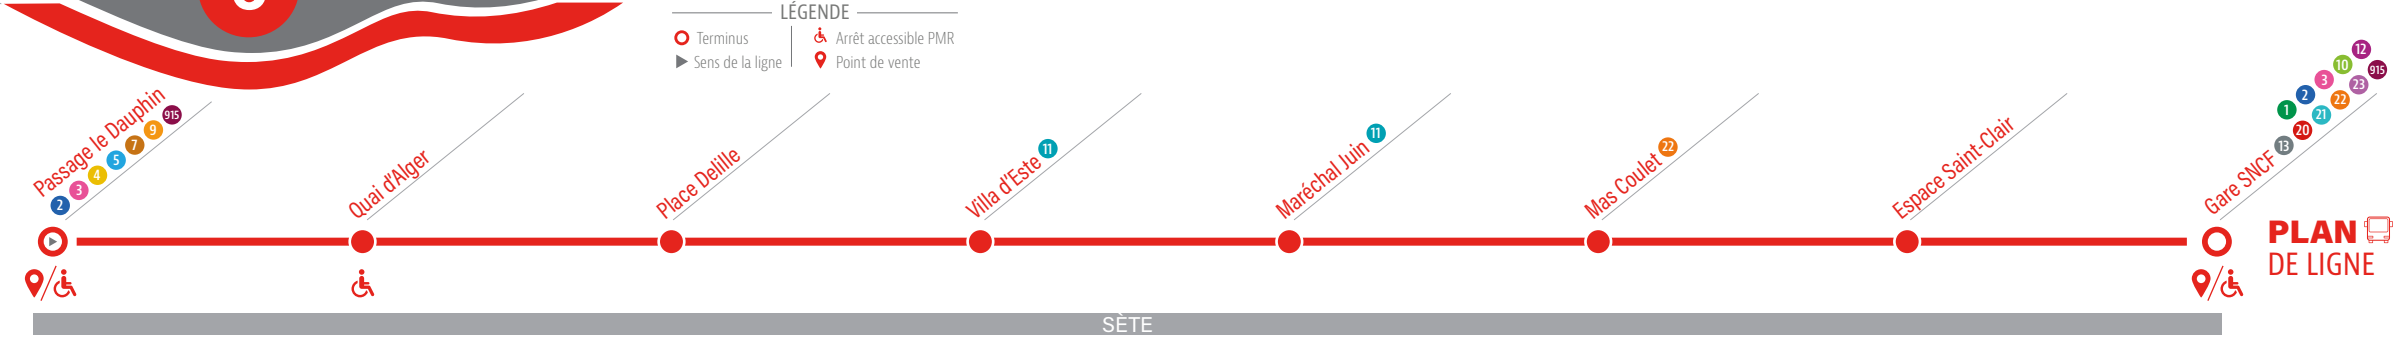 LÉGENDE
Terminus
Sens de la ligne
Arrêt accessible PMR
Point de vente
Passage le Dauphin
2 3 4 5 7 9 915
Quai d'Alger
Place Delille
Villa d'Este 11
Maréchal Juin 11
Mas Coulet 22
Espace Saint-Clair
Gare SNCF
1 2 3 10 12
13 20 21 22 23 915
PLAN
DE LIGNE
SÈTE